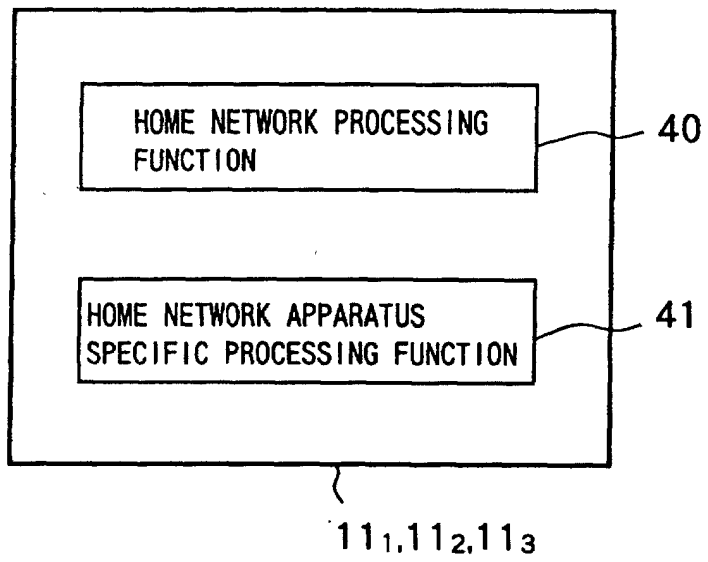 HOME NETWORK PROCESSING
FUNCTION
40
HOME NETWORK APPARATUS
SPECIFIC PROCESSING FUNCTION
41
11₁,11₂,11₃